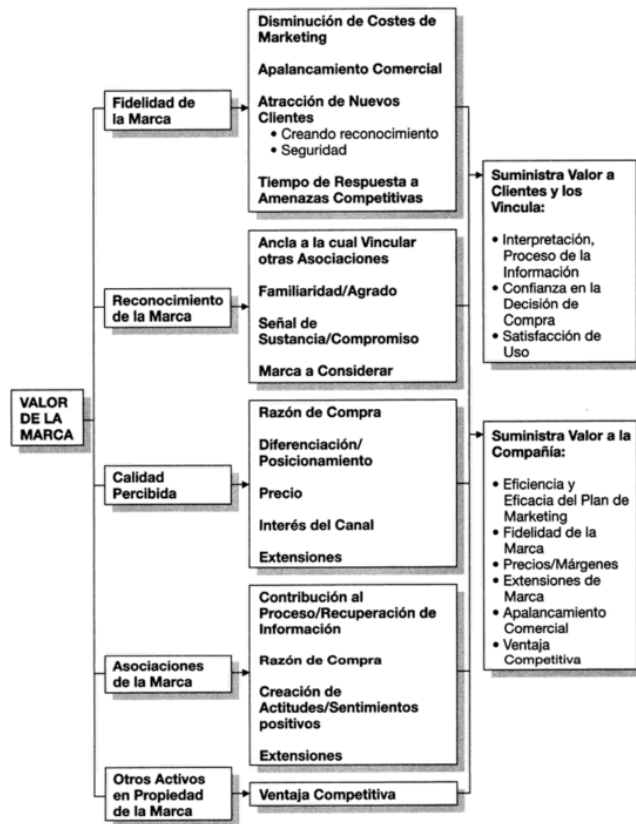 VALOR
DE LA
MARCA
Fidelidad de
la Marca
Disminución de Costes de
Marketing
Apalancamiento Comercial
Atracción de Nuevos
Clientes
• Creando reconocimiento
• Seguridad
Tiempo de Respuesta a
Amenazas Competitivas
Reconocimiento
de la Marca
Ancla a la cual Vincular
otras Asociaciones
Familiaridad/Agrado
Señal de
Sustancia/Compromiso
Marca a Considerar
Calidad
Percibida
Razón de Compra
Diferenciación/
Posicionamiento
Precio
Interés del Canal
Extensiones
Asociaciones
de la Marca
Contribución al
Proceso/Recuperación de
Información
Razón de Compra
Creación de
Actitudes/Sentimientos
positivos
Extensiones
Otros Activos
en Propiedad de
la Marca
Ventaja Competitiva
Suministra Valor a
Clientes y los
Vincula:
• Interpretación,
Proceso de la
Información
• Confianza en la
Decisión de
Compra
• Satisfacción de
Uso
Suministra Valor a la
Compañía:
• Eficiencia y
Eficacia del Plan de
Marketing
• Fidelidad de la
Marca
• Precios/Márgenes
• Extensiones de
Marca
• Apalancamiento
Comercial
• Ventaja
Competitiva